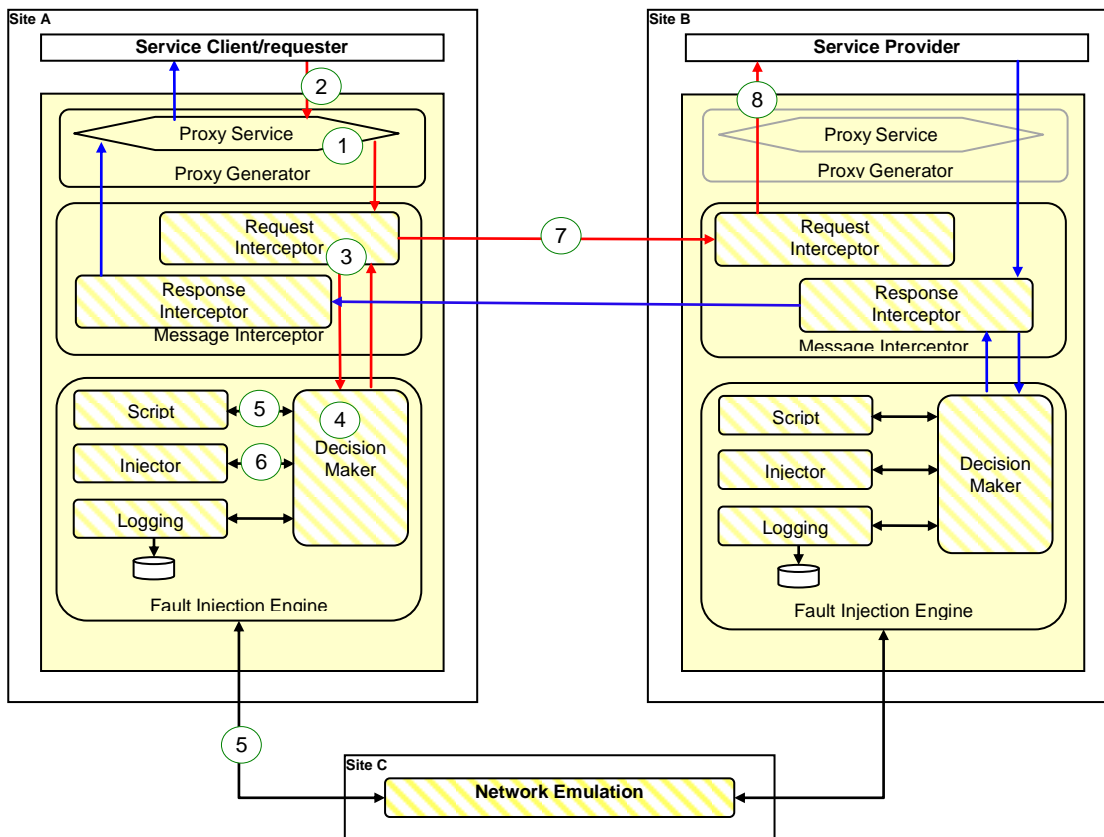 Site A
Service Client/requester
2
Proxy Service
1
Proxy Generator
Request
Interceptor
3
Response
Interceptor
Message Interceptor
Script
5
4
Decision
Maker
Injector
6
Logging
Fault Injection Engine
5
7
Site B
Service Provider
8
Proxy Service
Proxy Generator
Request
Interceptor
Response
Interceptor
Message Interceptor
Script
Injector
Decision
Maker
Logging
Fault Injection Engine
Site C
Network Emulation